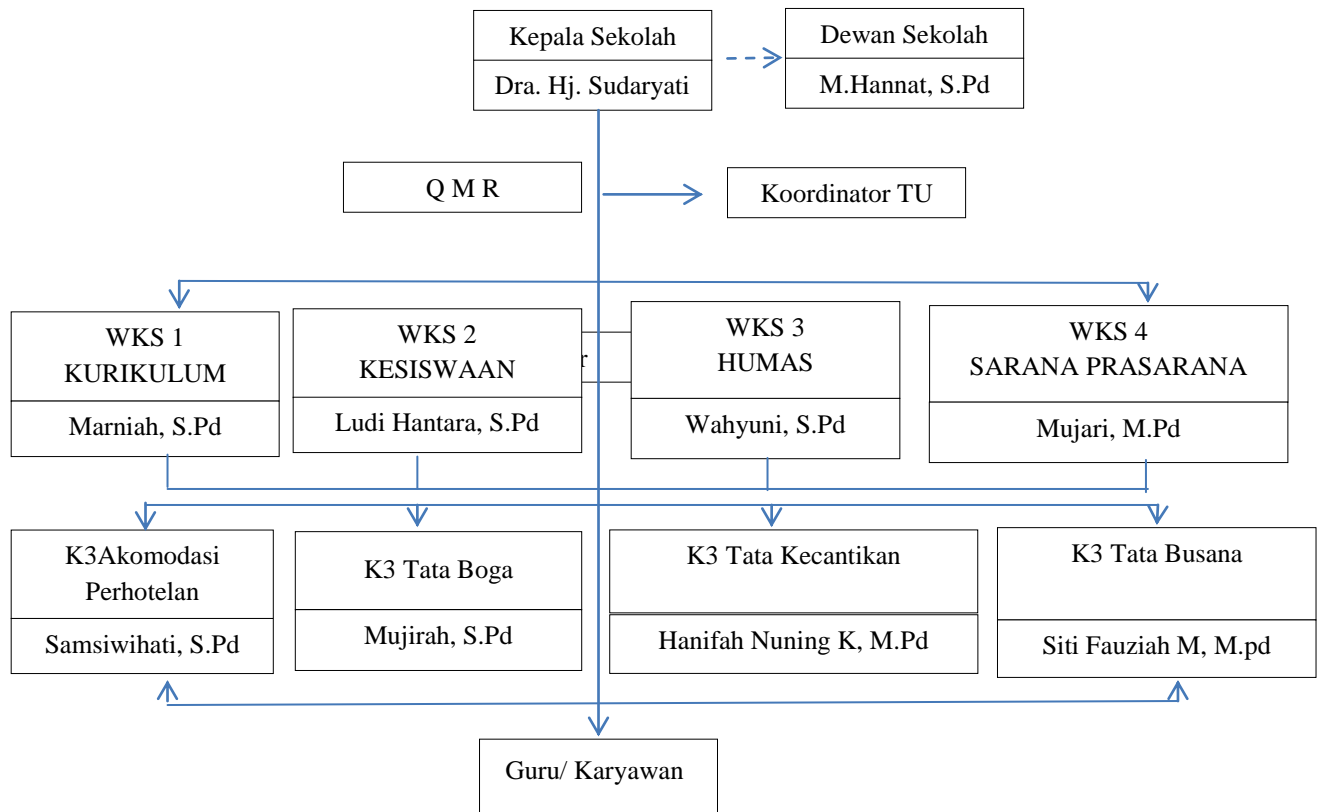 Kepala Sekolah
Dra. Hj. Sudaryati
Dewan Sekolah
M.Hannat, S.Pd
Q M R
Koordinator TU
WKS 1
KURIKULUM
Marniah, S.Pd
WKS 2
KESISWAAN
Ludi Hantara, S.Pd
r
WKS 3
HUMAS
Wahyuni, S.Pd
WKS 4
SARANA PRASARANA
Mujari, M.Pd
K3Akomodasi
Perhotelan
Samsiwihati, S.Pd
K3 Tata Boga
Mujirah, S.Pd
K3 Tata Kecantikan
Hanifah Nuning K, M.Pd
K3 Tata Busana
Siti Fauziah M, M.pd
Guru/ Karyawan